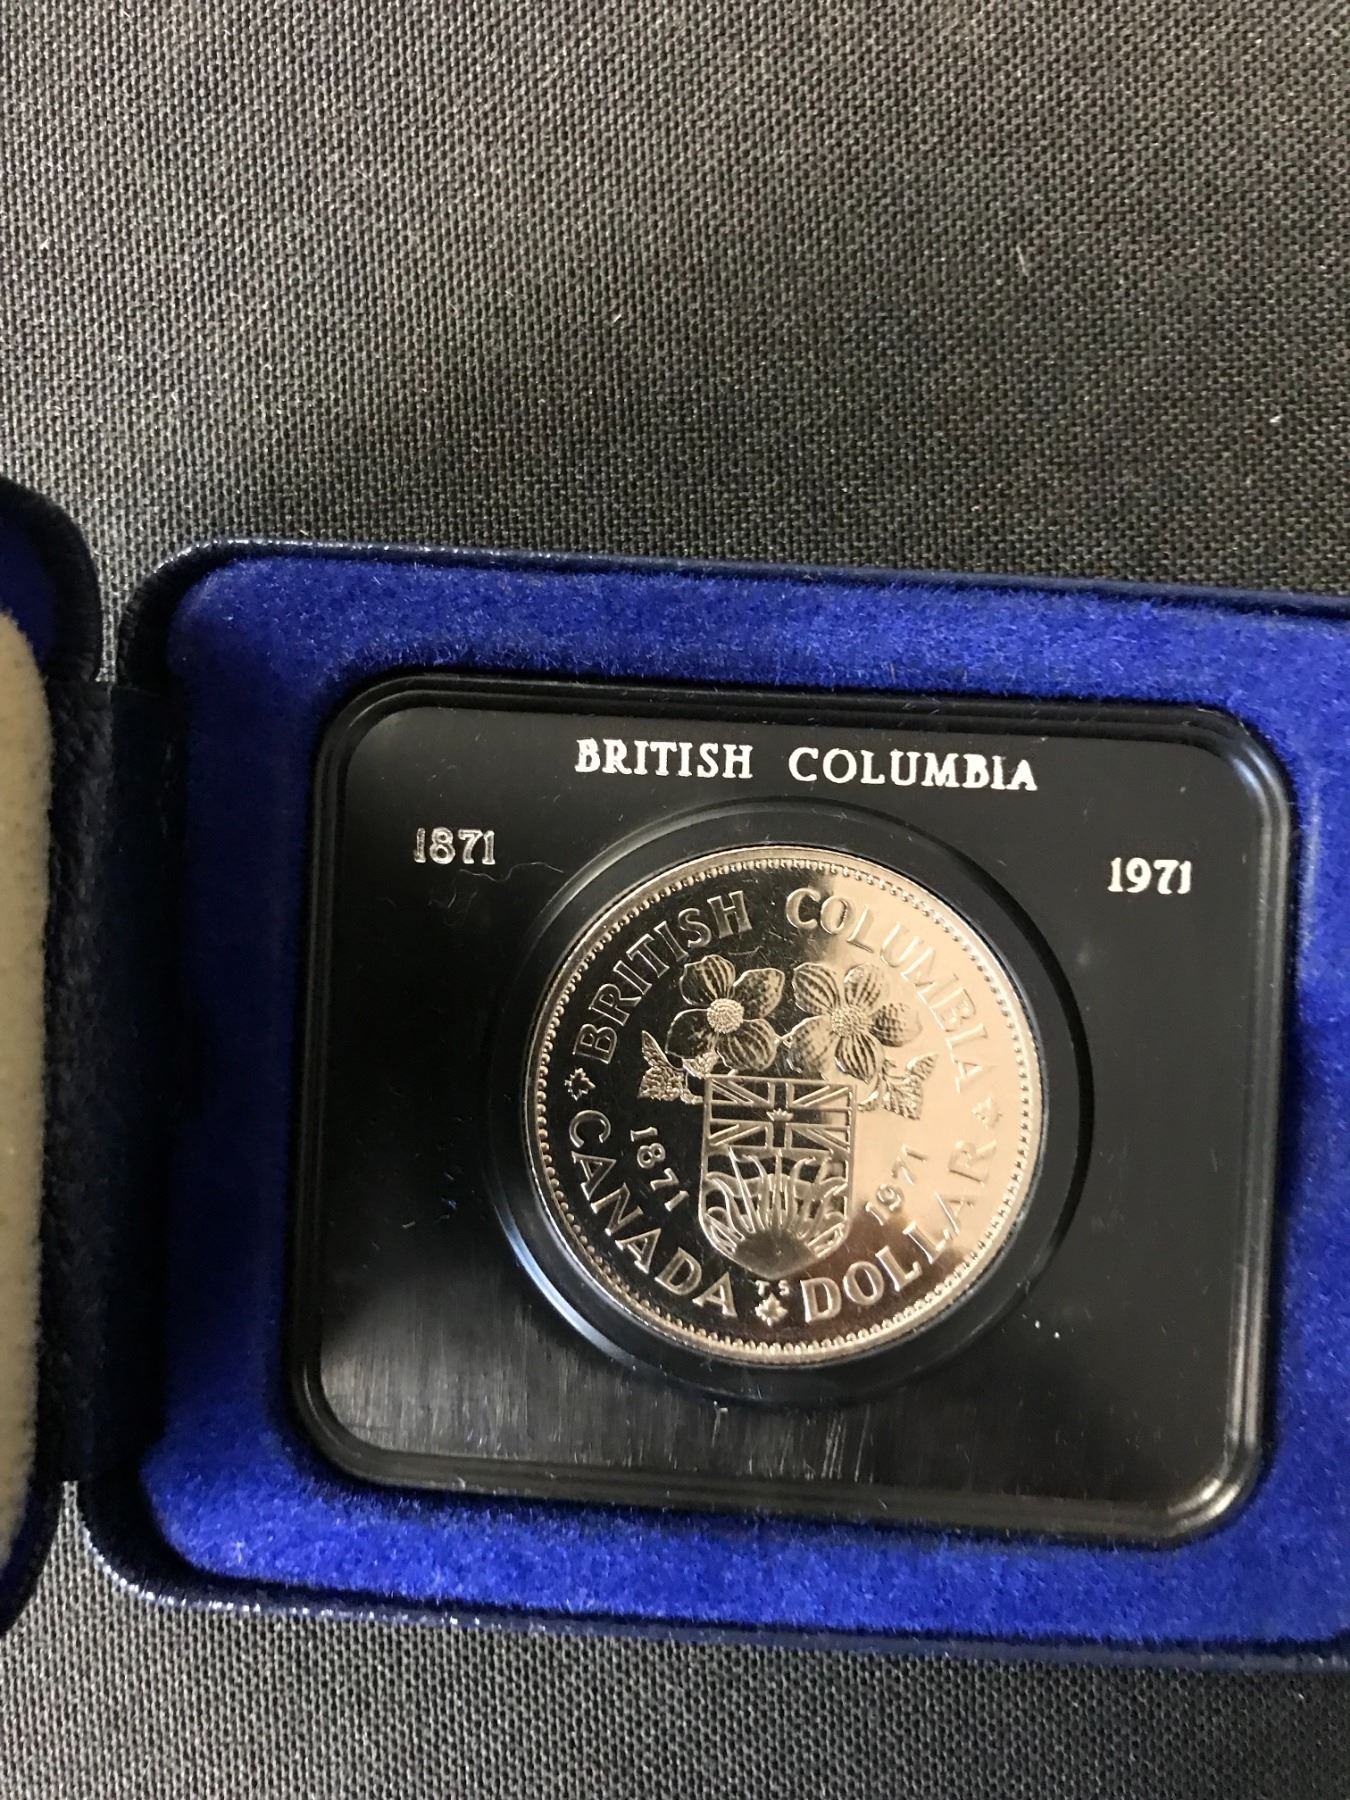 BRITISH COLUMBIA
1871 1971
BRITISH COLUMBIA
1871 1971
CANADA DOLLAR
T.S